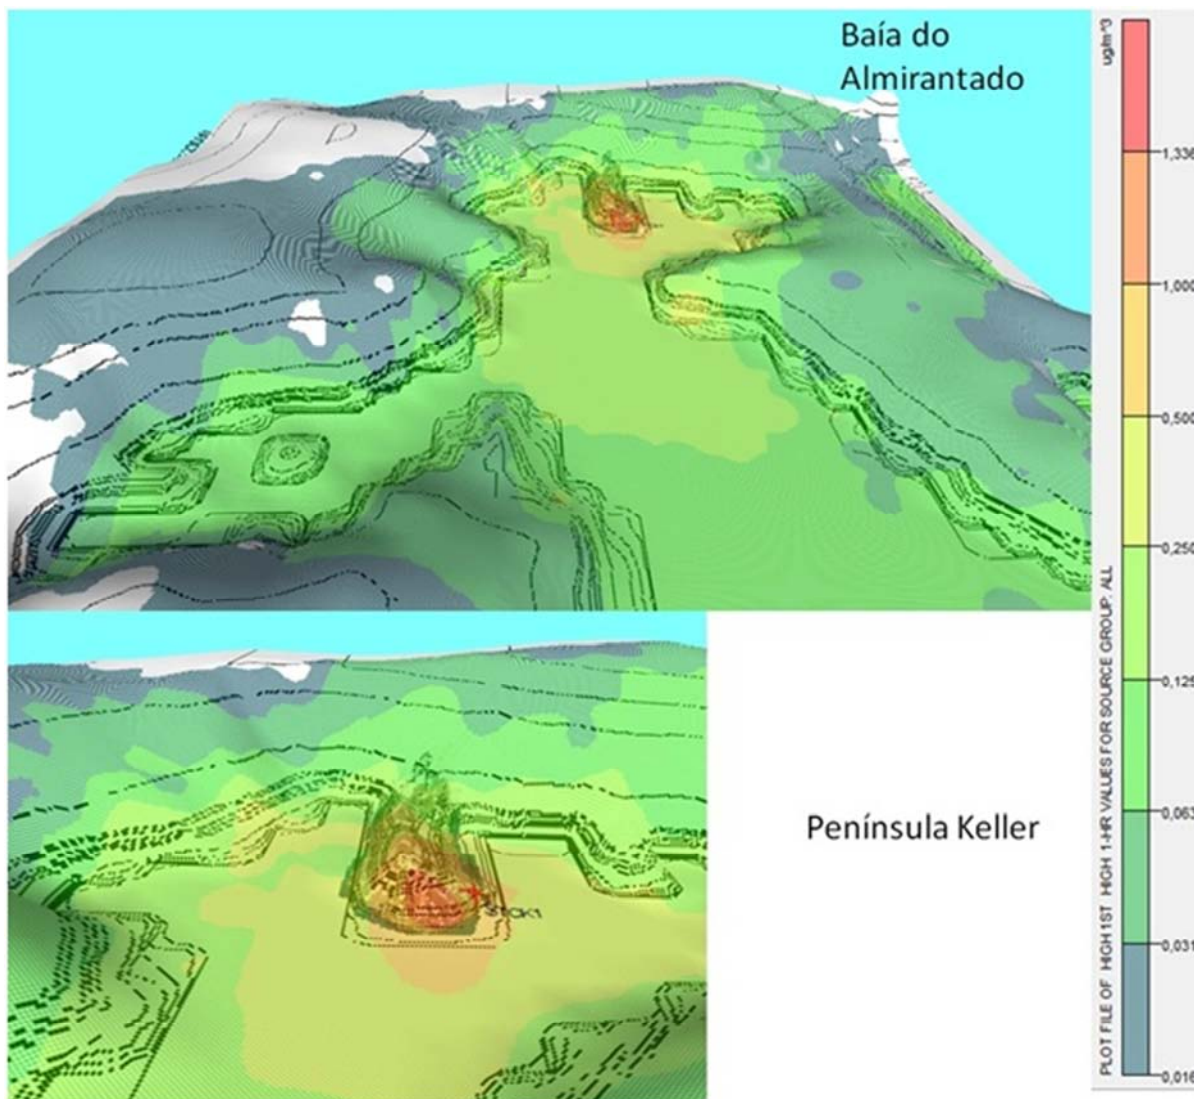 Baía do
Almirantado
ug/m^3
1,336
1,000
0,500
0,250
0,125
0,063
0,031
0,016
PLOT FILE OF HIGH 1ST HIGH 1-HR VALUES FOR SOURCE GROUP: ALL
Península Keller
STCK1